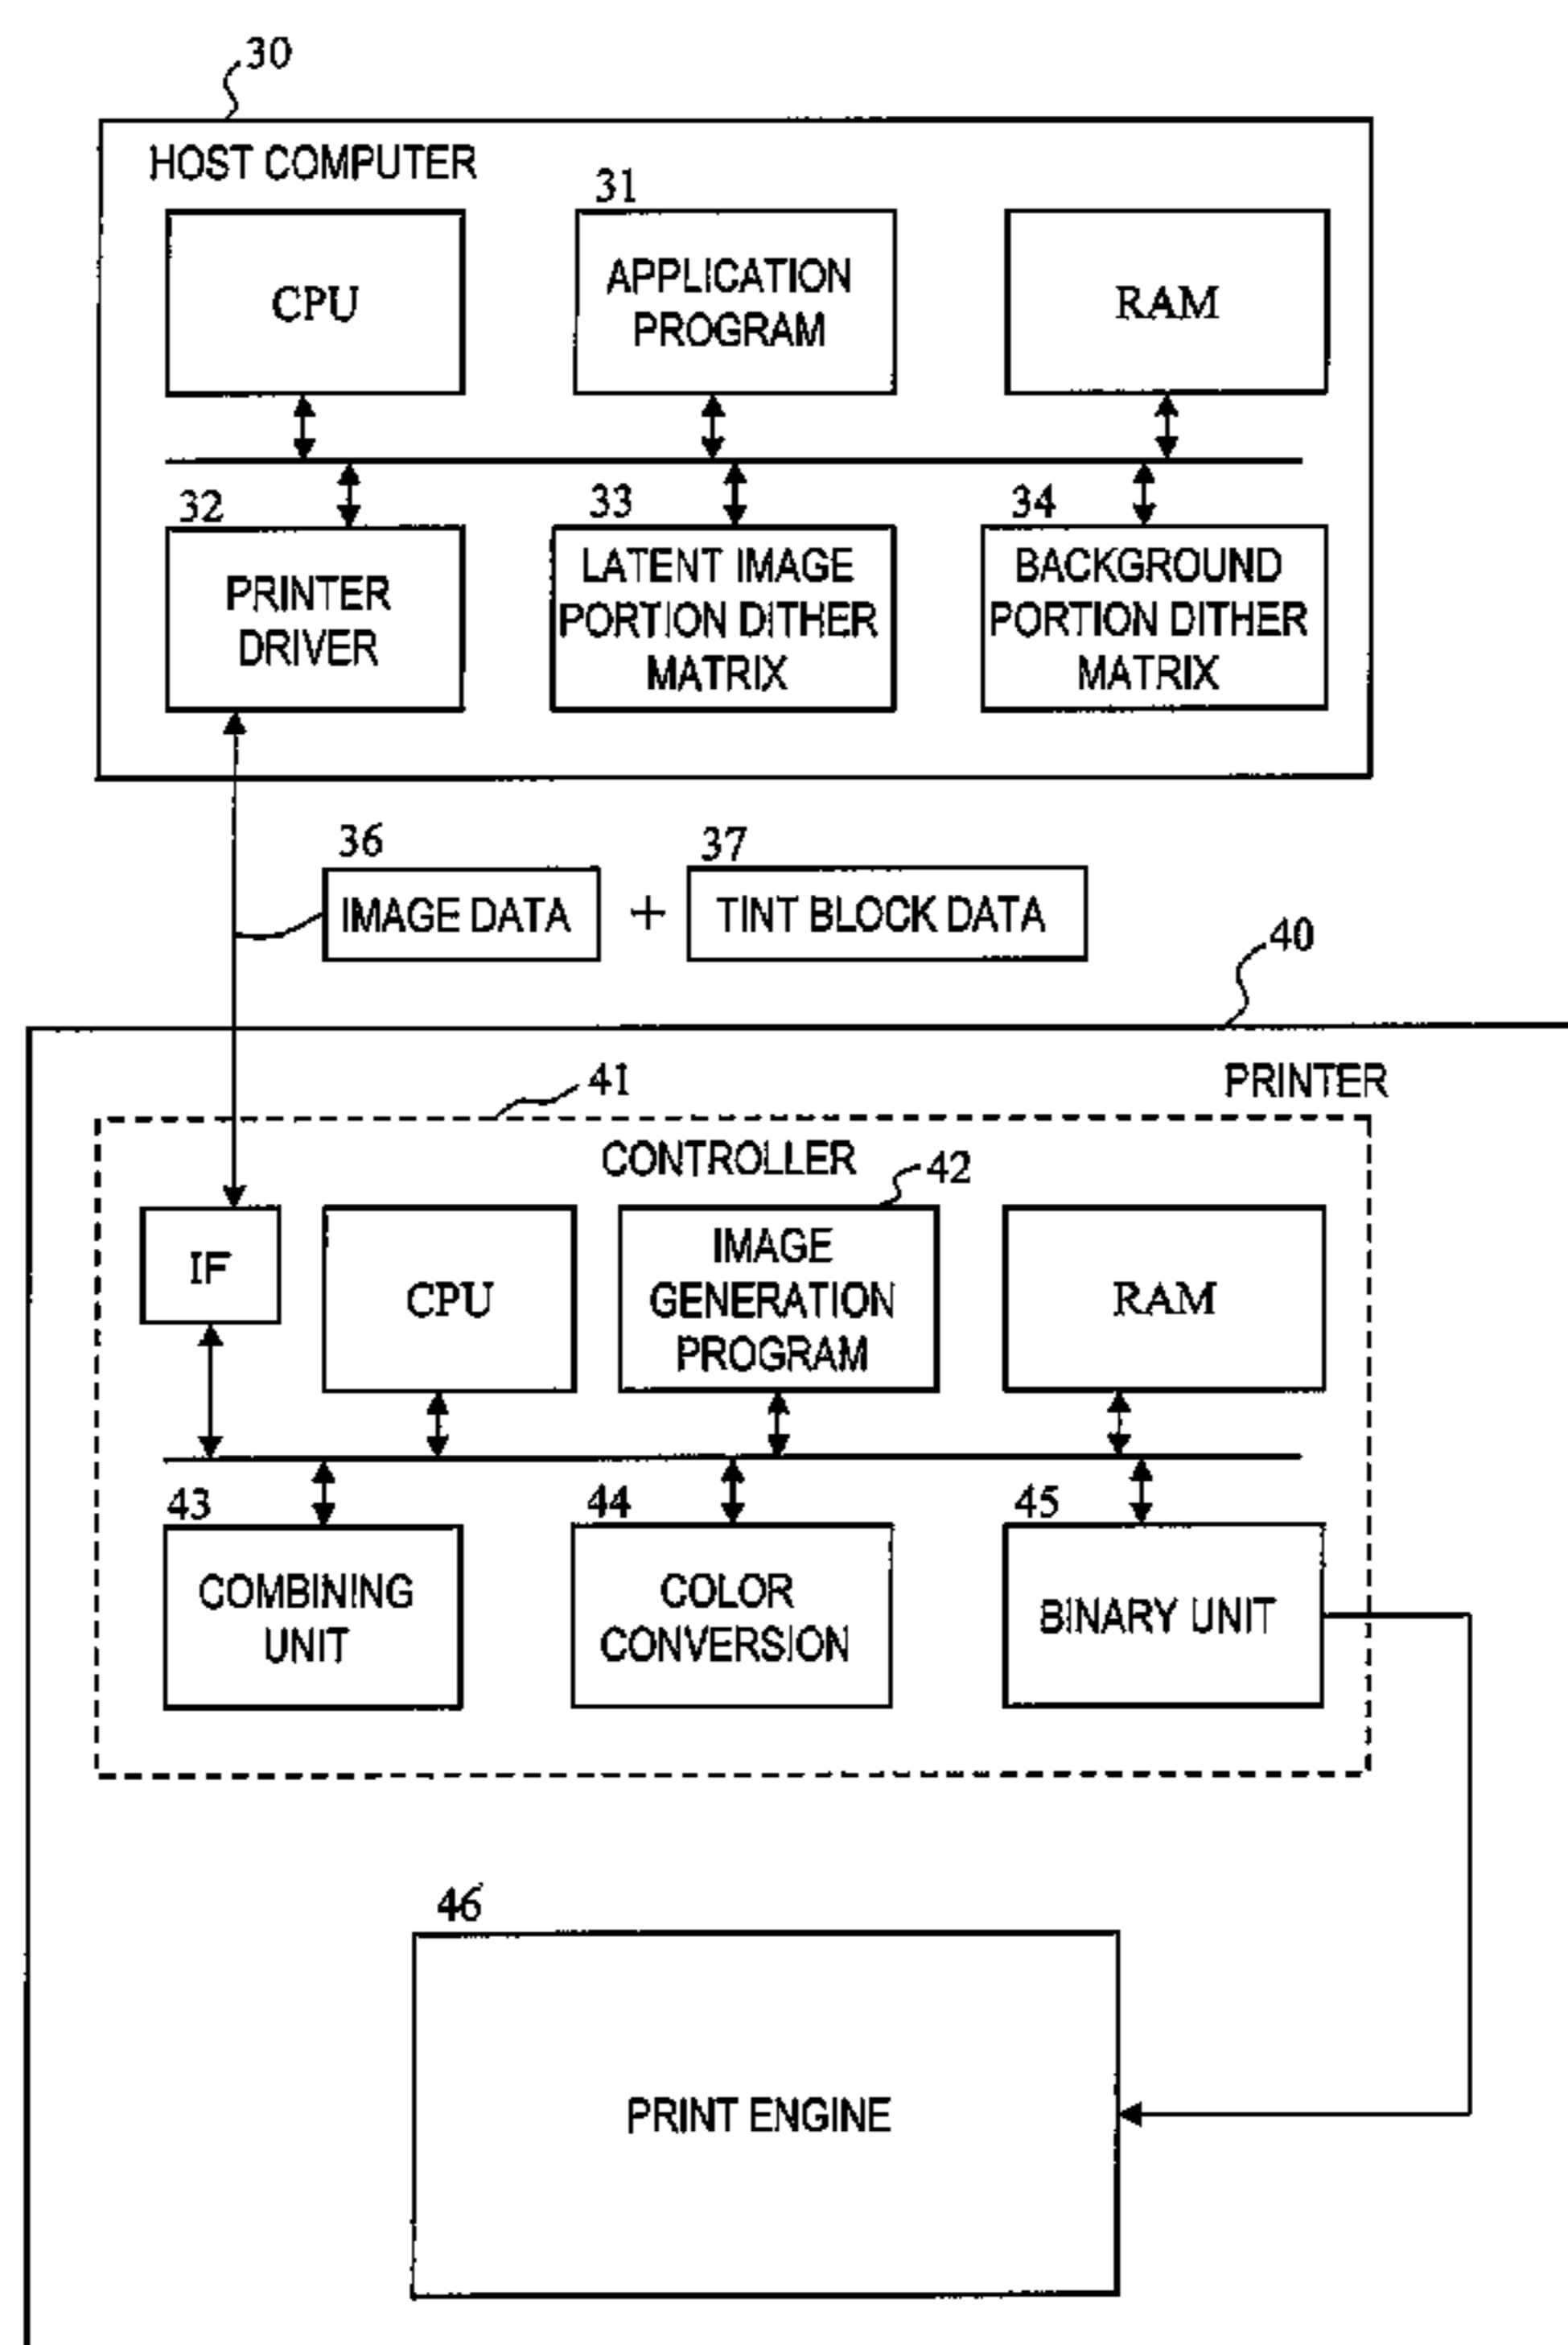 30
HOST COMPUTER
31
CPU
APPLICATION
PROGRAM
RAM
32
33
34
PRINTER
DRIVER
LATENT IMAGE
PORTION DITHER
MATRIX
BACKGROUND
PORTION DITHER
MATRIX
36
37
IMAGE DATA + TINT BLOCK DATA
40
PRINTER
41
CONTROLLER
42
IF
CPU
IMAGE
GENERATION
PROGRAM
RAM
43
44
45
COMBINING
UNIT
COLOR
CONVERSION
BINARY UNIT
46
PRINT ENGINE